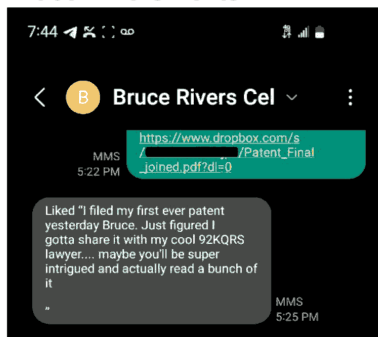 7:44
B Bruce Rivers Cel
https://www.dropbox.com/s
/ /Patent_Final
_joined.pdf?dl=0
MMS
5:22 PM
Liked “I filed my first ever patent
yesterday Bruce. Just figured I
gotta share it with my cool 92KQRS
lawyer.... maybe you'll be super
intrigued and actually read a bunch of
it
"
MMS
5:25 PM